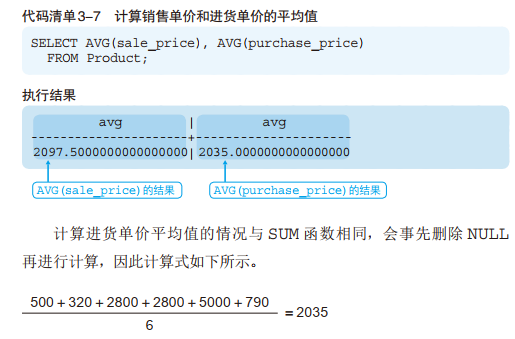 代码清单3-7 计算销售单价和进货单价的平均值
SELECT AVG(sale_price), AVG(purchase_price)
FROM Product;
执行结果
avg | avg
----------------------+----------------------
2097.5000000000000000| 2035.0000000000000000
AVG(sale_price)的结果 AVG(purchase_price)的结果
计算进货单价平均值的情况与 SUM 函数相同，会事先删除 NULL
再进行计算，因此计算式如下所示。
500+320+2800+2800+5000+790
6
=2035